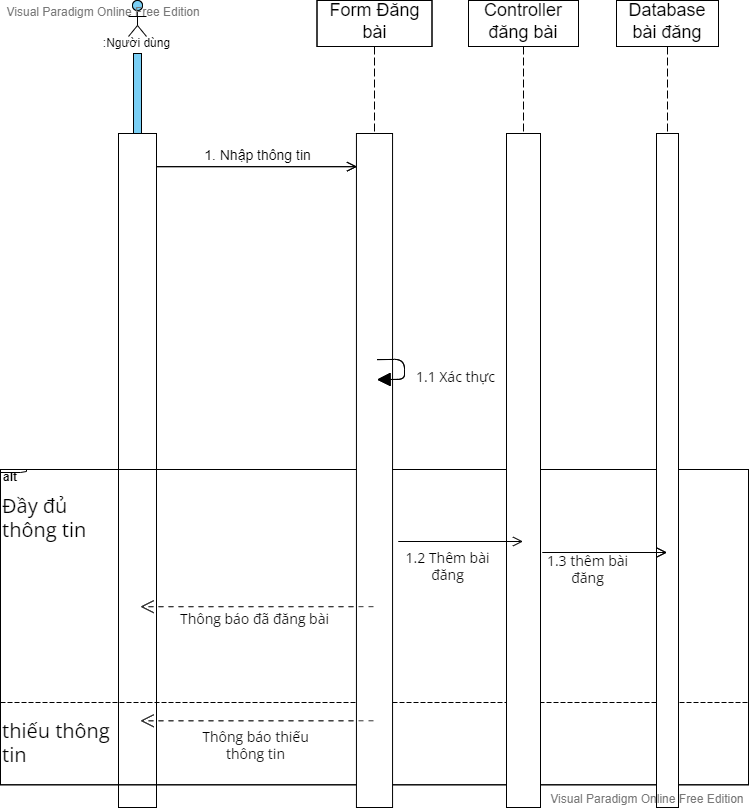 Visual Paradigm Online Free Edition
:Người dùng
Form Đăng
bài
Controller
đăng bài
Database
bài đăng
1. Nhập thông tin
1.1 Xác thực
alt
Đầy đủ
thông tin
1.2 Thêm bài
đăng
1.3 thêm bài
đăng
Thông báo đã đăng bài
thiếu thông
tin
Thông báo thiếu
thông tin
Visual Paradigm Online Free Edition